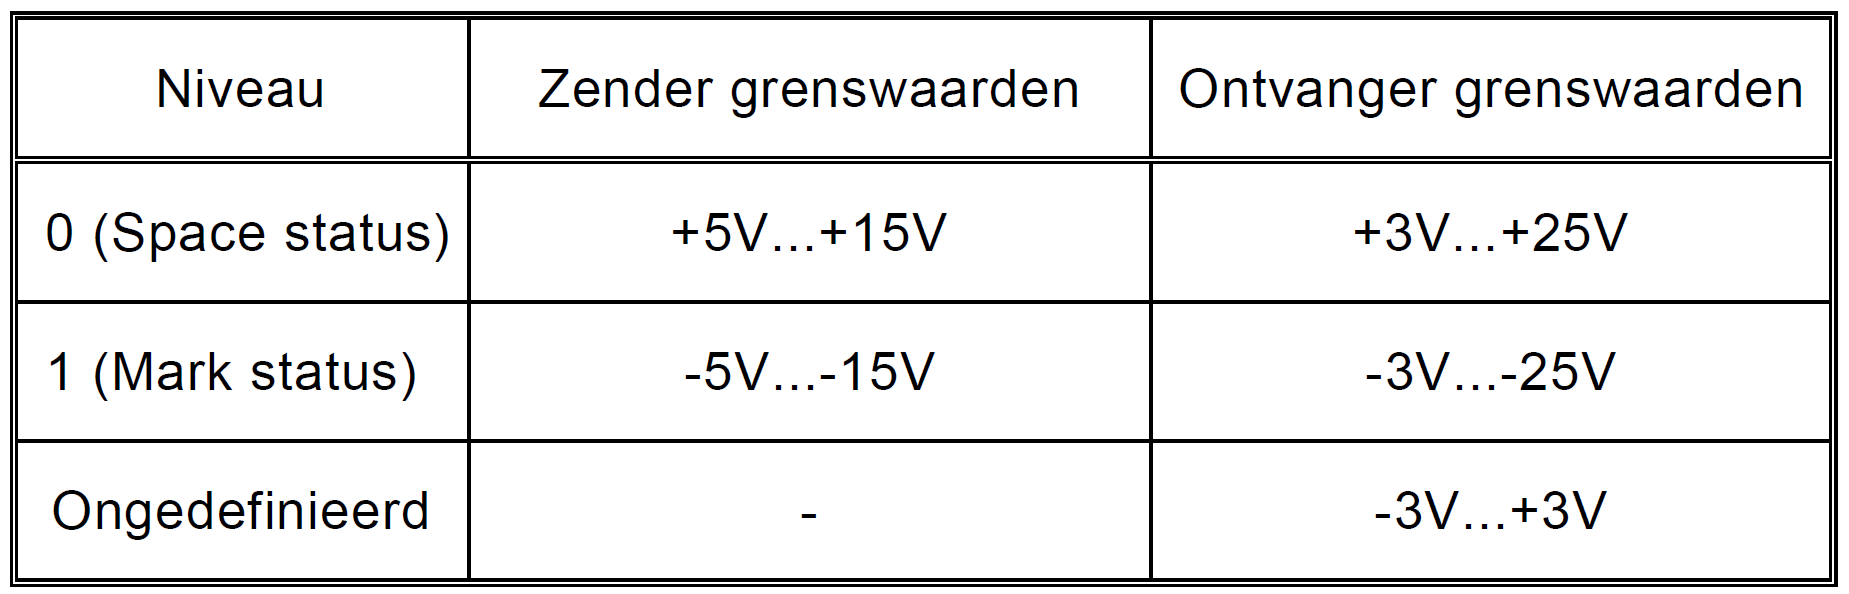 Niveau Zender grenswaarden Ontvanger grenswaarden
0 (Space status) +5V...+15V +3V...+25V
1 (Mark status) -5V...-15V -3V...-25V
Ongedefinieerd - -3V...+3V